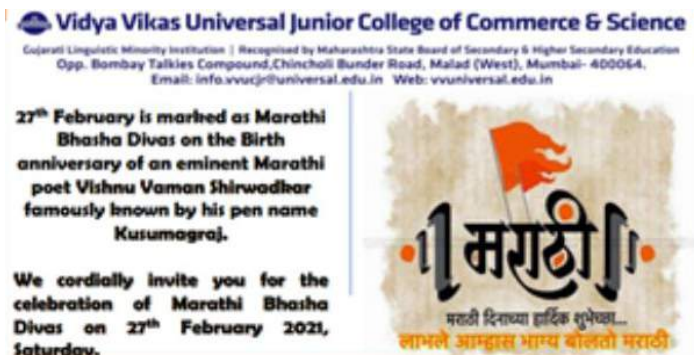 Vidya Vikas Universal Junior College of Commerce & Science
Gujarati Linguistic Minority Institution | Recognised by Maharashtra State Board of Secondary & Higher Secondary Education
Opp. Bombay Talkies Compound,Chincholi Bunder Road, Malad (West), Mumbai- 400064.
Email: info.vvucjr@universal.edu.in Web: vvuniversal.edu.in
27th February is marked as Marathi
Bhasha Divas on the Birth
anniversary of an eminent Marathi
poet Vishnu Vaman Shirwadkar
famously known by his pen name
Kusumagraj.
We cordially invite you for the
celebration of Marathi Bhasha
Divas on 27th February 2021,
Saturday.
मराठी
मराठी दिनाच्या हार्दिक शुभेच्छा...
लाभले आम्हास भाग्य बोलतो मराठी